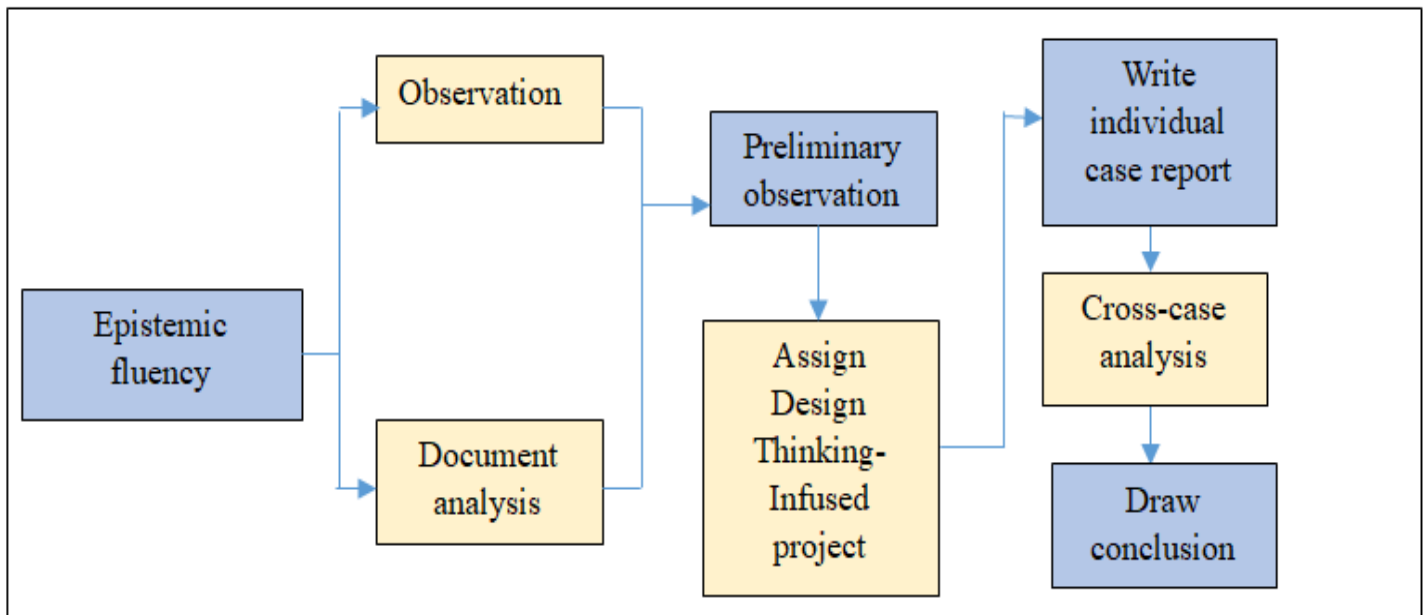 Epistemic
fluency
Observation
Document
analysis
Preliminary
observation
Assign
Design
Thinking-
Infused
project
Write
individual
case report
Cross-case
analysis
Draw
conclusion